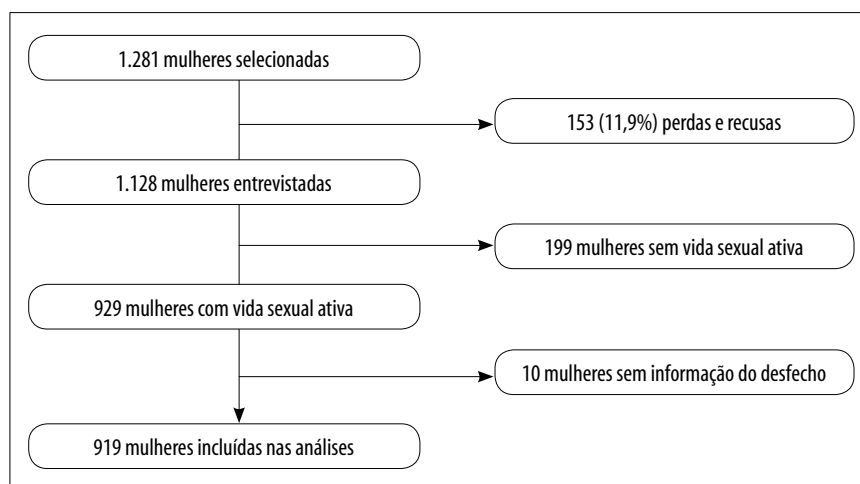 1.281 mulheres selecionadas
153 (11,9%) perdas e recusas
1.128 mulheres entrevistadas
199 mulheres sem vida sexual ativa
929 mulheres com vida sexual ativa
10 mulheres sem informação do desfecho
919 mulheres incluídas nas análises